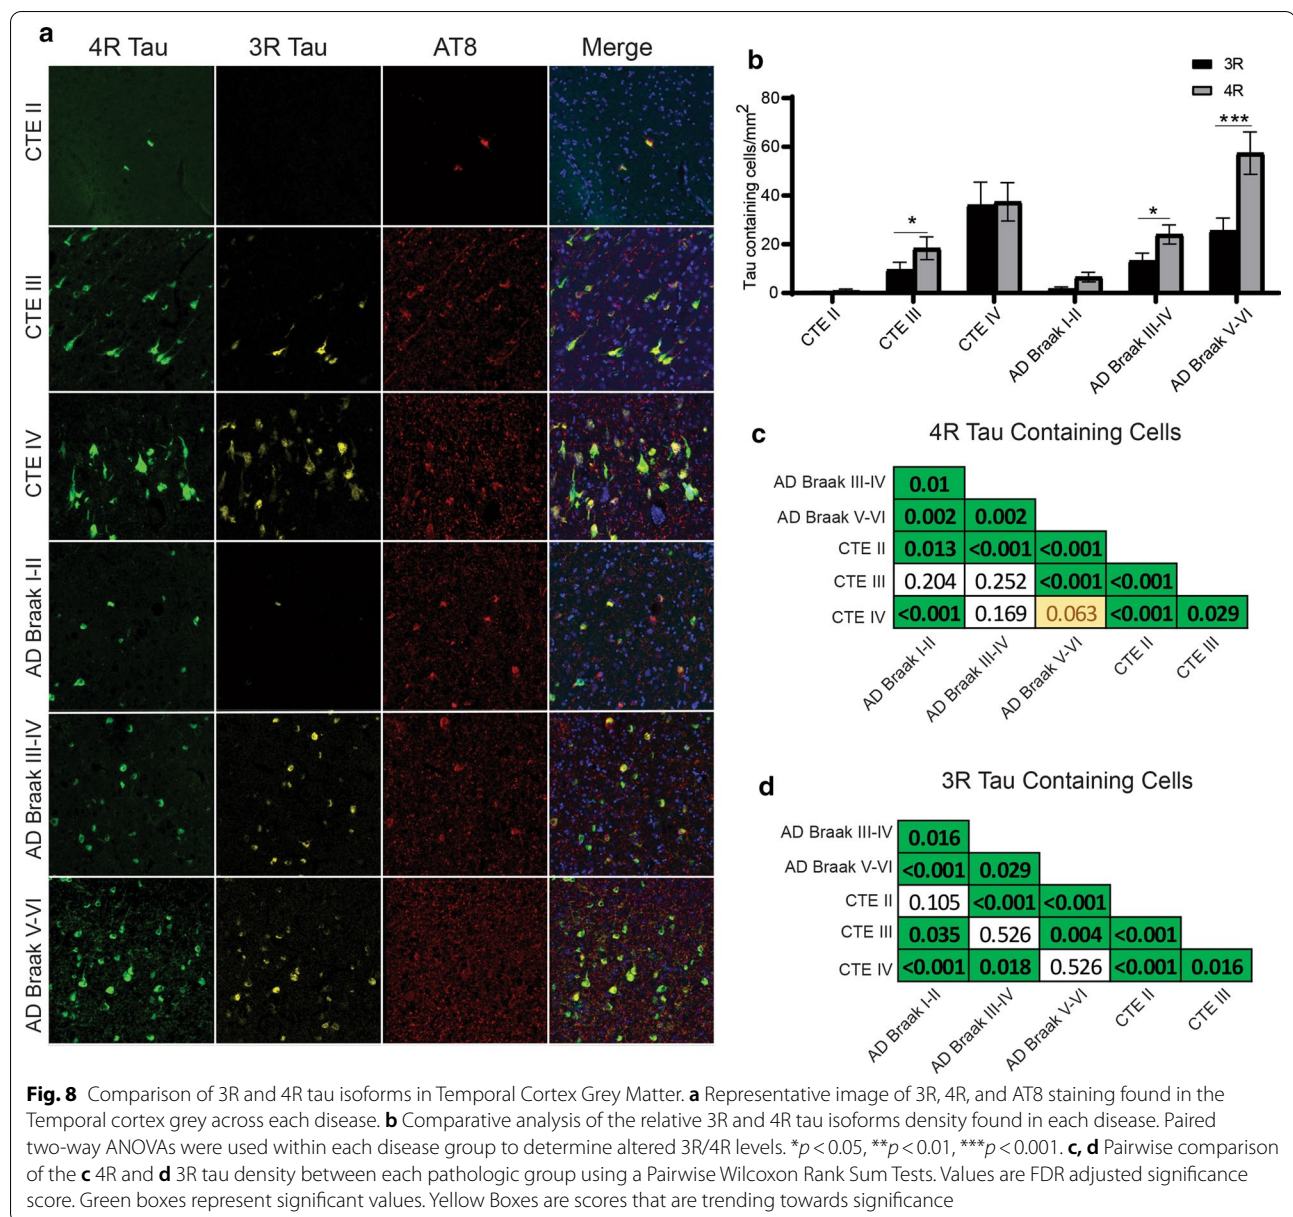 a
4R Tau 3R Tau AT8 Merge
CTE II
CTE III
CTE IV
AD Braak I-II
AD Braak III-IV
AD Braak V-VI
b
3R
4R
Tau containing cells/mm2
80
60
40
20
0
* * ***
CTE II CTE III CTE IV AD Braak I-II AD Braak III-IV AD Braak V-VI
c
4R Tau Containing Cells
AD Braak III-IV 0.01
AD Braak V-VI 0.002 0.002
CTE II 0.013 <0.001 <0.001
CTE III 0.204 0.252 <0.001 <0.001
CTE IV <0.001 0.169 0.063 <0.001 0.029
AD Braak I-II AD Braak III-IV AD Braak V-VI CTE II CTE III
d
3R Tau Containing Cells
AD Braak III-IV 0.016
AD Braak V-VI <0.001 0.029
CTE II 0.105 <0.001 <0.001
CTE III 0.035 0.526 0.004 <0.001
CTE IV <0.001 0.018 0.526 <0.001 0.016
AD Braak I-II AD Braak III-IV AD Braak V-VI CTE II CTE III
Fig. 8 Comparison of 3R and 4R tau isoforms in Temporal Cortex Grey Matter. a Representative image of 3R, 4R, and AT8 staining found in the
Temporal cortex grey across each disease. b Comparative analysis of the relative 3R and 4R tau isoforms density found in each disease. Paired
two-way ANOVAs were used within each disease group to determine altered 3R/4R levels. *p < 0.05, **p < 0.01, ***p < 0.001. c, d Pairwise comparison
of the c 4R and d 3R tau density between each pathologic group using a Pairwise Wilcoxon Rank Sum Tests. Values are FDR adjusted significance
score. Green boxes represent significant values. Yellow Boxes are scores that are trending towards significance